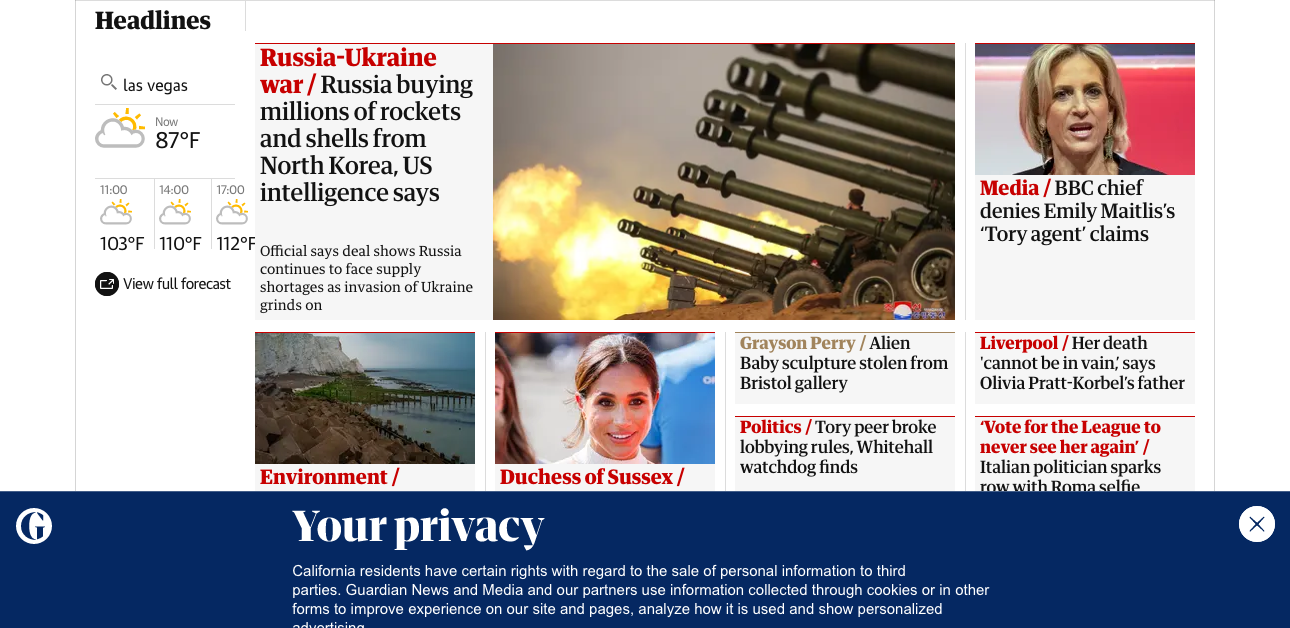 Headlines
las vegas
Now
87°F
11:00
14:00
17:00
103°F
110°F
112°F
View full forecast
Russia-Ukraine
war / Russia buying
millions of rockets
and shells from
North Korea, US
intelligence says
Official says deal shows Russia
continues to face supply
shortages as invasion of Ukraine
grinds on
Media / BBC chief
denies Emily Maitlis’s
‘Tory agent’ claims
Environment /
Duchess of Sussex /
Grayson Perry / Alien
Baby sculpture stolen from
Bristol gallery
Politics / Tory peer broke
lobbying rules, Whitehall
watchdog finds
Liverpool / Her death
'cannot be in vain,' says
Olivia Pratt-Korbel’s father
‘Vote for the League to
never see her again’ /
Italian politician sparks
row with Roma selfie
Your privacy
California residents have certain rights with regard to the sale of personal information to third
parties. Guardian News and Media and our partners use information collected through cookies or in other
forms to improve experience on our site and pages, analyze how it is used and show personalized
advertising.